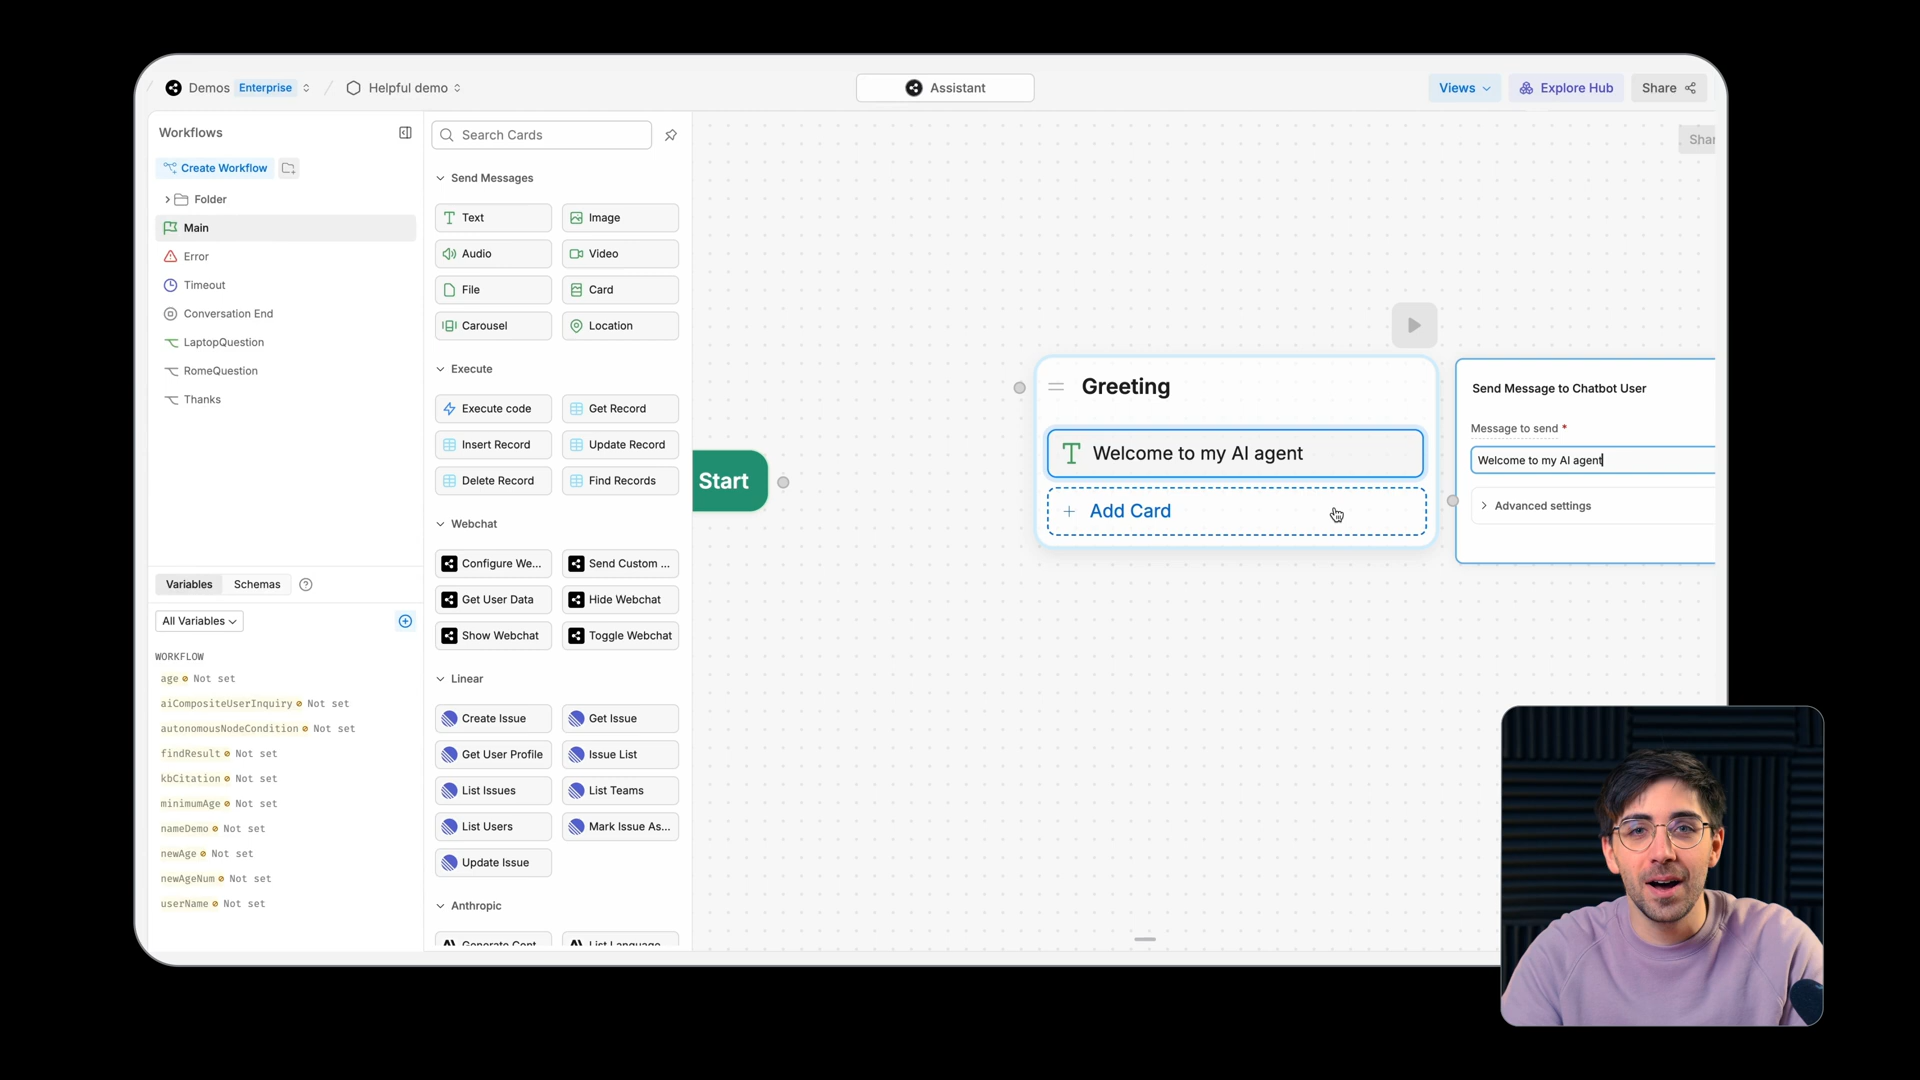 Demos Enterprise / Helpful demo
Assistant
Views
Explore Hub
Share
Workflows
Create Workflow
Folder
Main
Error
Timeout
Conversation End
LaptopQuestion
RomeQuestion
Thanks
Variables Schemas
All Variables
WORKFLOW
age Not set
aiCompositeUserInquiry Not set
autonomousNodeCondition Not set
findResult Not set
kbCitation Not set
minimumAge Not set
nameDemo Not set
newAge Not set
newAgeNum Not set
userName Not set
Search Cards
Send Messages
Text Image
Audio Video
File Card
Carousel Location
Execute
Execute code Get Record
Insert Record Update Record
Delete Record Find Records
Webchat
Configure We... Send Custom ...
Get User Data Hide Webchat
Show Webchat Toggle Webchat
Linear
Create Issue Get Issue
Get User Profile Issue List
List Issues List Teams
List Users Mark Issue As...
Update Issue
Anthropic
Generate Cont List Language
Shar
Start
Greeting
Welcome to my AI agent
+ Add Card
Send Message to Chatbot User
Message to send *
Welcome to my AI agent
Advanced settings